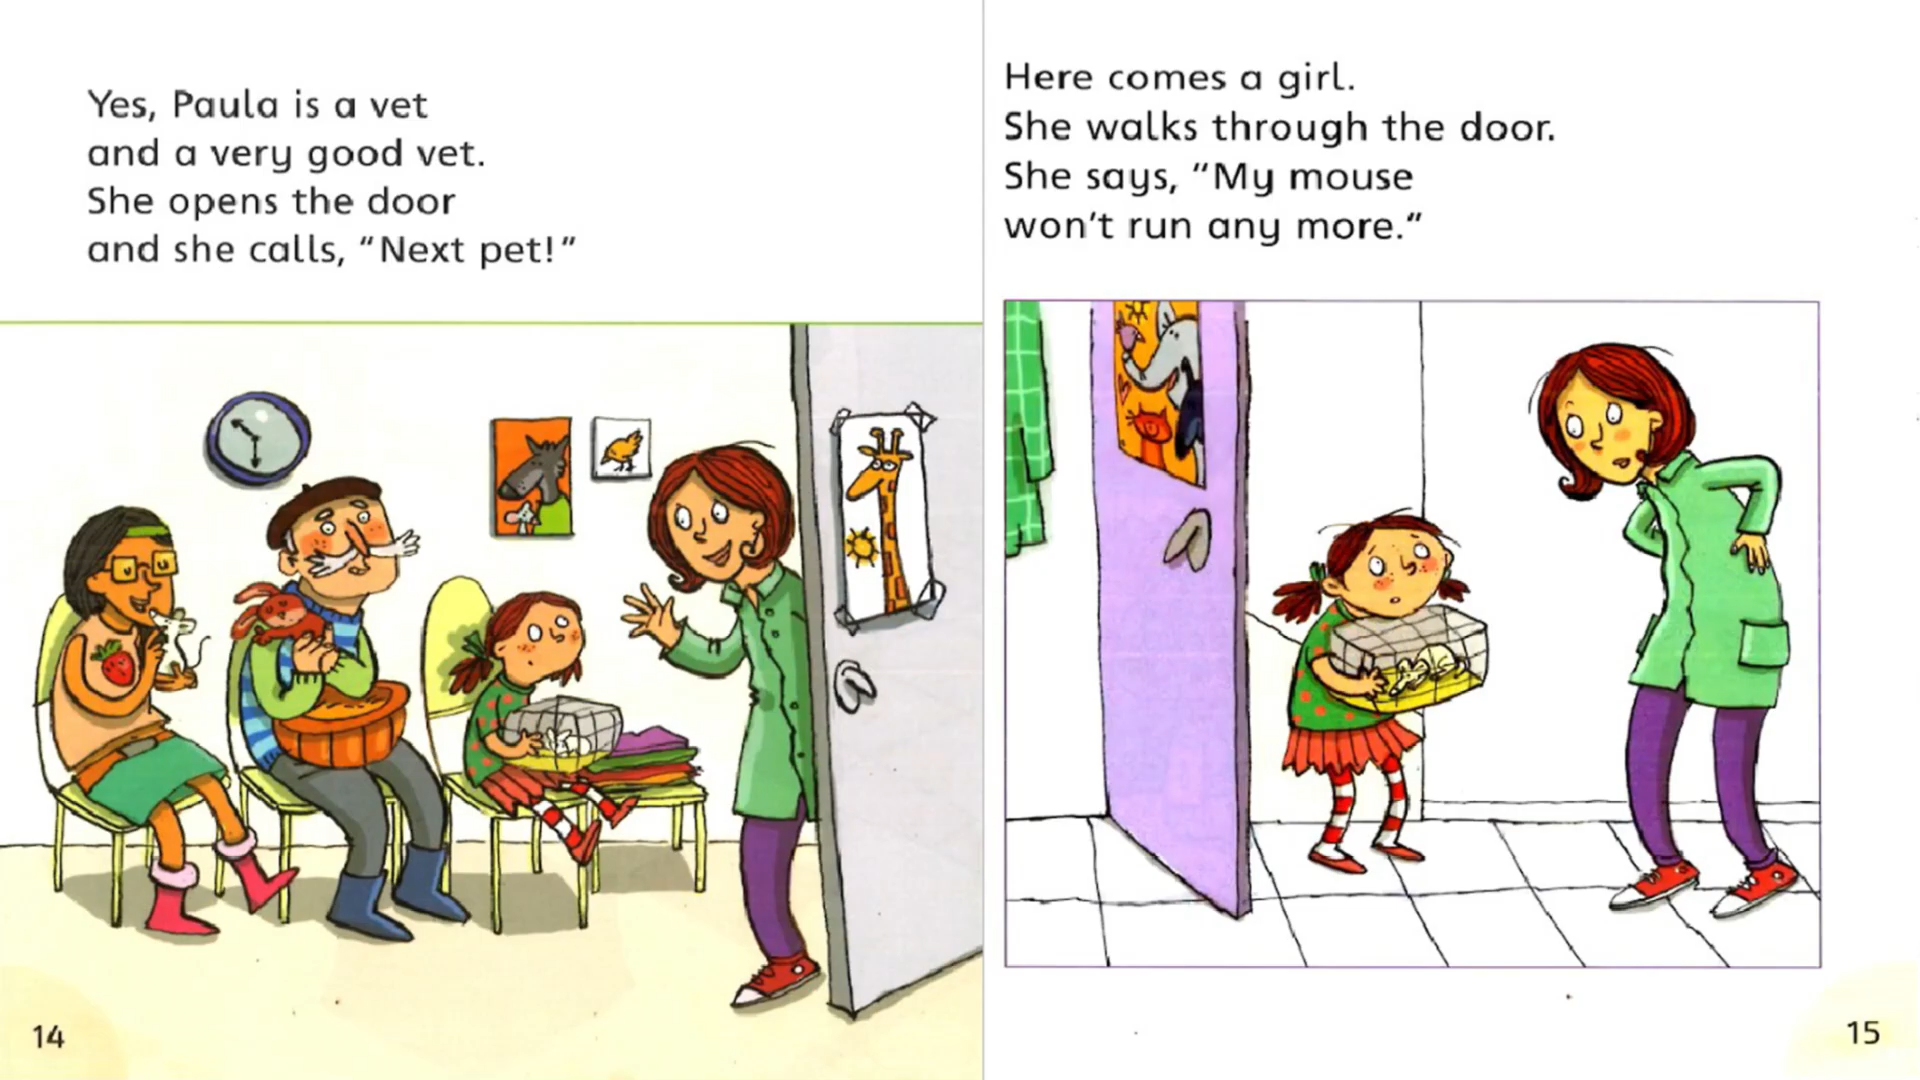 Yes, Paula is a vet
and a very good vet.
She opens the door
and she calls, “Next pet!”
14
Here comes a girl.
She walks through the door.
She says, “My mouse
won’t run any more.”
15